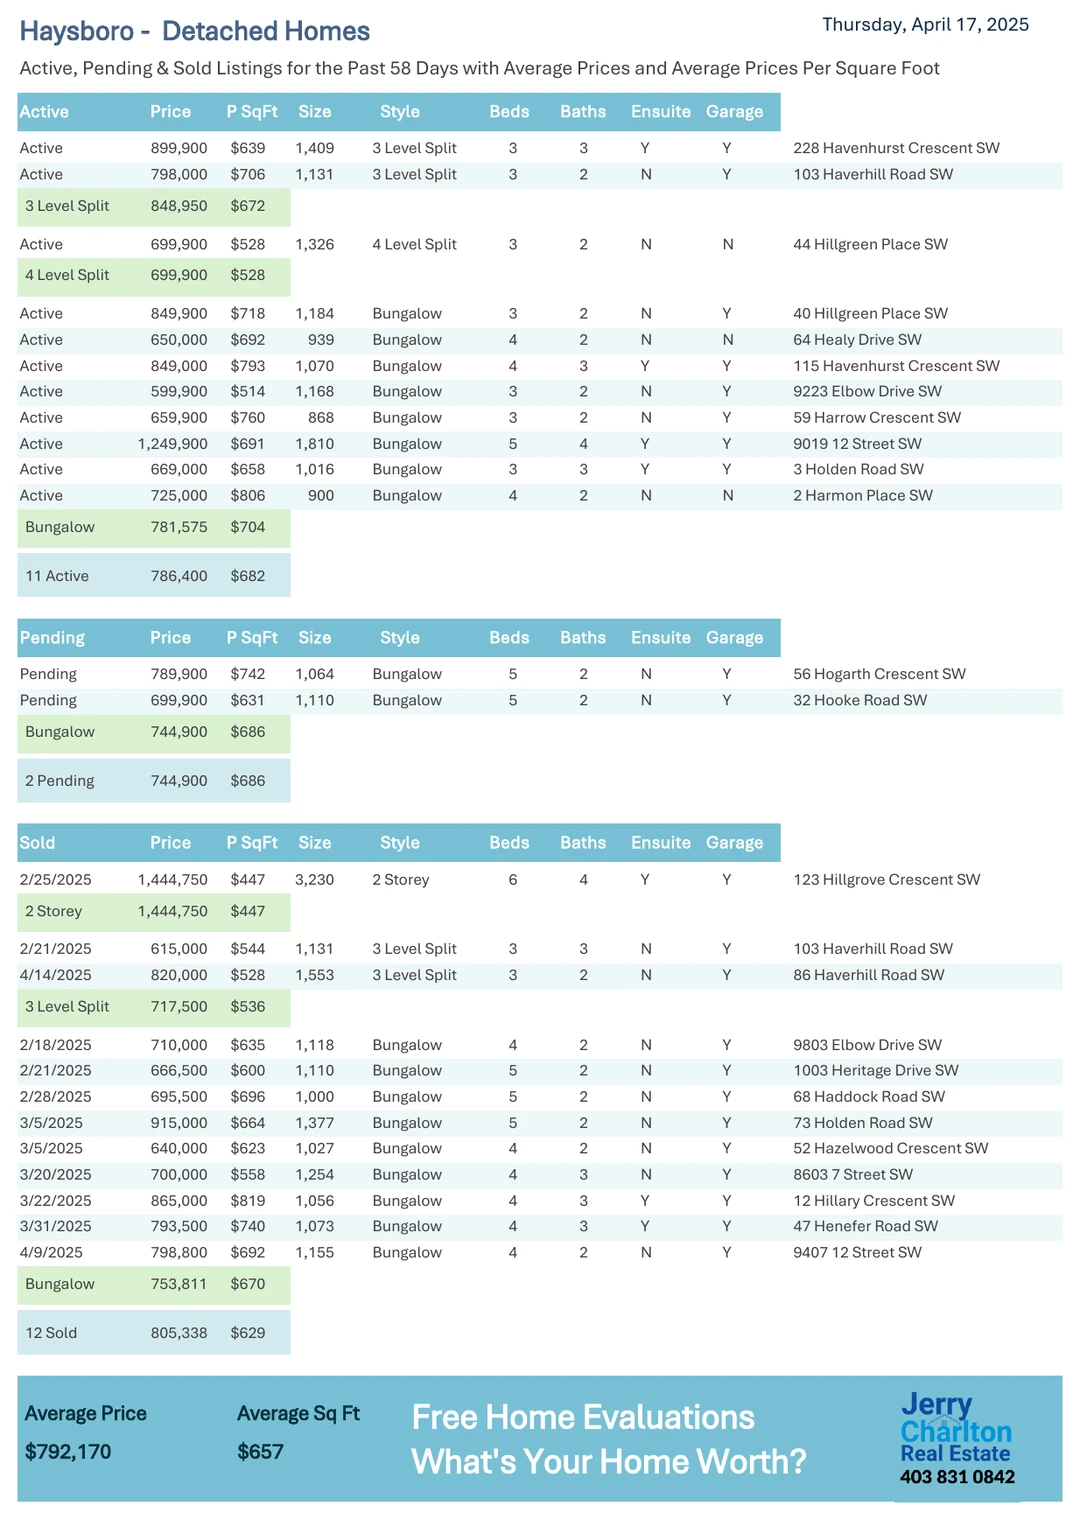 Haysboro -  Detached Homes
Thursday, April 17, 2025
Active, Pending & Sold Listings for the Past 58 Days with Average Prices and Average Prices Per Square Foot
Active Price P SqFt Size Style Beds Baths Ensuite Garage
Active 899,900 $639 1,409 3 Level Split 3 3 Y Y 228 Havenhurst Crescent SW
Active 798,000 $706 1,131 3 Level Split 3 2 N Y 103 Haverhill Road SW
3 Level Split 848,950 $672
Active 699,900 $528 1,326 4 Level Split 3 2 N N 44 Hillgreen Place SW
4 Level Split 699,900 $528
Active 849,900 $718 1,184 Bungalow 3 2 N Y 40 Hillgreen Place SW
Active 650,000 $692 939 Bungalow 4 2 N N 64 Healy Drive SW
Active 849,000 $793 1,070 Bungalow 4 3 Y Y 115 Havenhurst Crescent SW
Active 599,900 $514 1,168 Bungalow 3 2 N Y 9223 Elbow Drive SW
Active 659,900 $760 868 Bungalow 3 2 N Y 59 Harrow Crescent SW
Active 1,249,900 $691 1,810 Bungalow 5 4 Y Y 9019 12 Street SW
Active 669,000 $658 1,016 Bungalow 3 3 Y Y 3 Holden Road SW
Active 725,000 $806 900 Bungalow 4 2 N N 2 Harmon Place SW
Bungalow 781,575 $704
11 Active 786,400 $682
Pending Price P SqFt Size Style Beds Baths Ensuite Garage
Pending 789,900 $742 1,064 Bungalow 5 2 N Y 56 Hogarth Crescent SW
Pending 699,900 $631 1,110 Bungalow 5 2 N Y 32 Hooke Road SW
Bungalow 744,900 $686
2 Pending 744,900 $686
Sold Price P SqFt Size Style Beds Baths Ensuite Garage
2/25/2025 1,444,750 $447 3,230 2 Storey 6 4 Y Y 123 Hillgrove Crescent SW
2 Storey 1,444,750 $447
2/21/2025 615,000 $544 1,131 3 Level Split 3 3 N Y 103 Haverhill Road SW
4/14/2025 820,000 $528 1,553 3 Level Split 3 2 N Y 86 Haverhill Road SW
3 Level Split 717,500 $536
2/18/2025 710,000 $635 1,118 Bungalow 4 2 N Y 9803 Elbow Drive SW
2/21/2025 666,500 $600 1,110 Bungalow 5 2 N Y 1003 Heritage Drive SW
2/28/2025 695,500 $696 1,000 Bungalow 5 2 N Y 68 Haddock Road SW
3/5/2025 915,000 $664 1,377 Bungalow 5 2 N Y 73 Holden Road SW
3/5/2025 640,000 $623 1,027 Bungalow 4 2 N Y 52 Hazelwood Crescent SW
3/20/2025 700,000 $558 1,254 Bungalow 4 3 N Y 8603 7 Street SW
3/22/2025 865,000 $819 1,056 Bungalow 4 3 Y Y 12 Hillary Crescent SW
3/31/2025 793,500 $740 1,073 Bungalow 4 3 Y Y 47 Henefer Road SW
4/9/2025 798,800 $692 1,155 Bungalow 4 2 N Y 9407 12 Street SW
Bungalow 753,811 $670
12 Sold 805,338 $629
Average Price Average Sq Ft
$792,170 $657
Free Home Evaluations
What's Your Home Worth?
Jerry
Charlton
Real Estate
403 831 0842